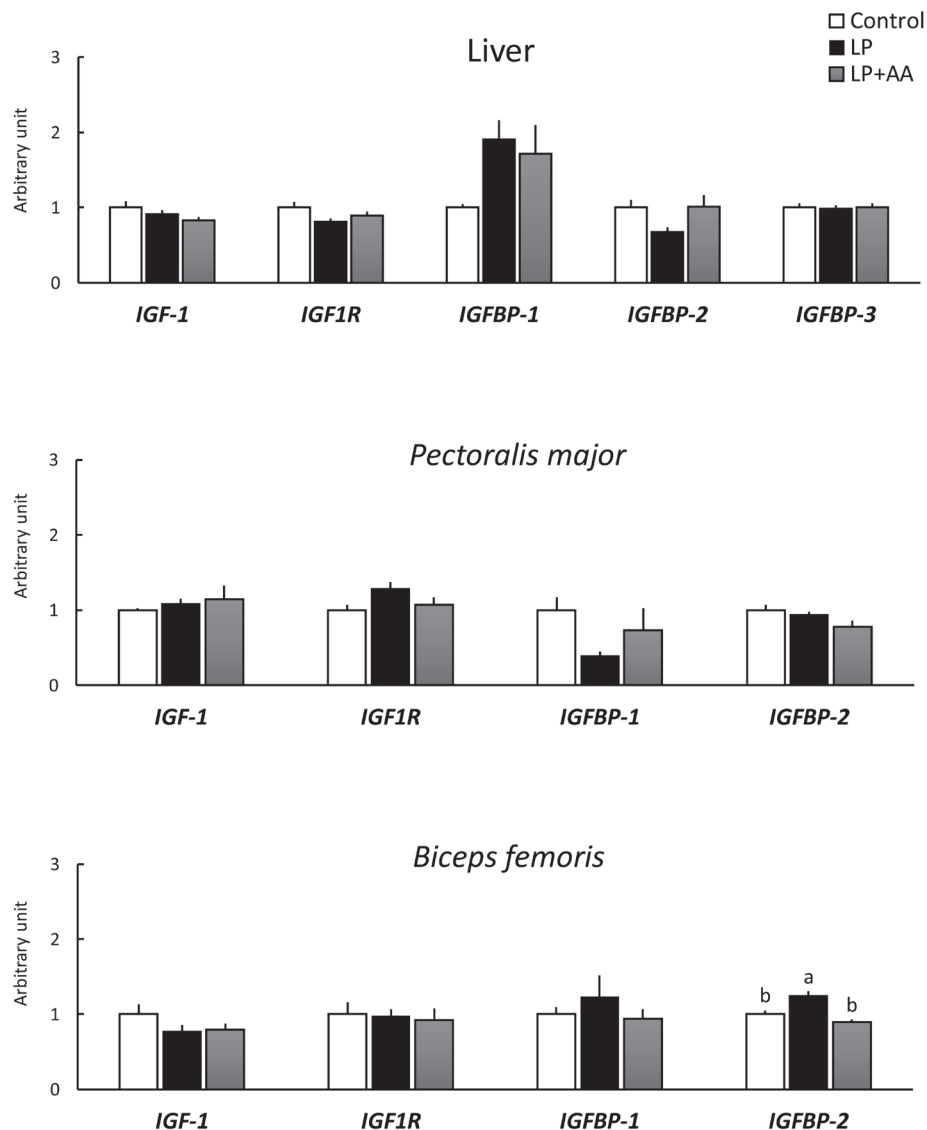 Control
LP
LP+AA
Liver
Arbitrary unit
3
2
1
0
IGF-1 IGF1R IGFBP-1 IGFBP-2 IGFBP-3
Pectoralis major
Arbitrary unit
3
2
1
0
IGF-1 IGF1R IGFBP-1 IGFBP-2
Biceps femoris
Arbitrary unit
3
2
1
0
b a b
IGF-1 IGF1R IGFBP-1 IGFBP-2